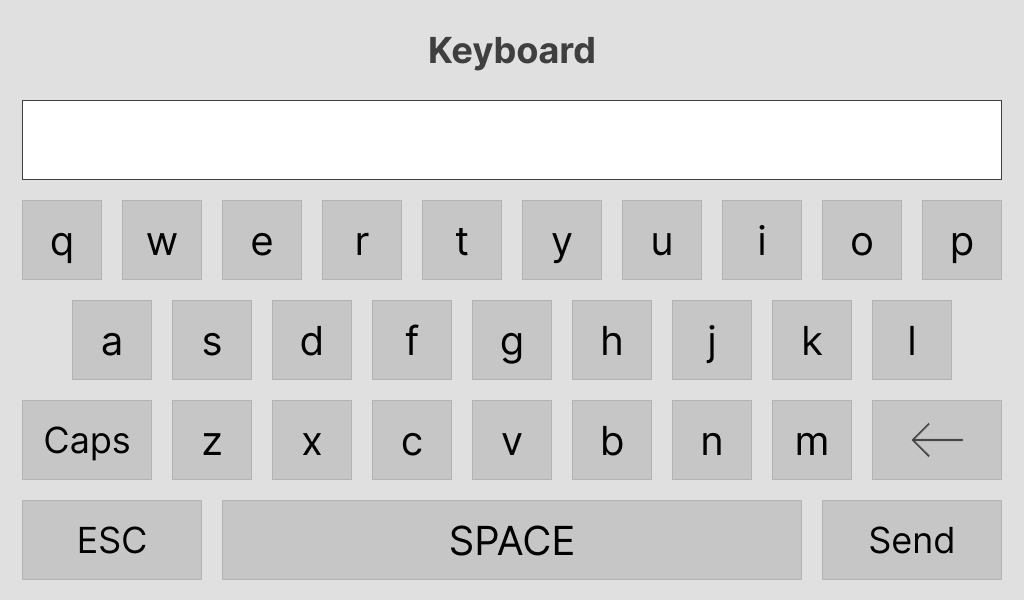 Keyboard
q w e r t y u i o p
a s d f g h j k l
Caps z x c v b n m
ESC SPACE Send